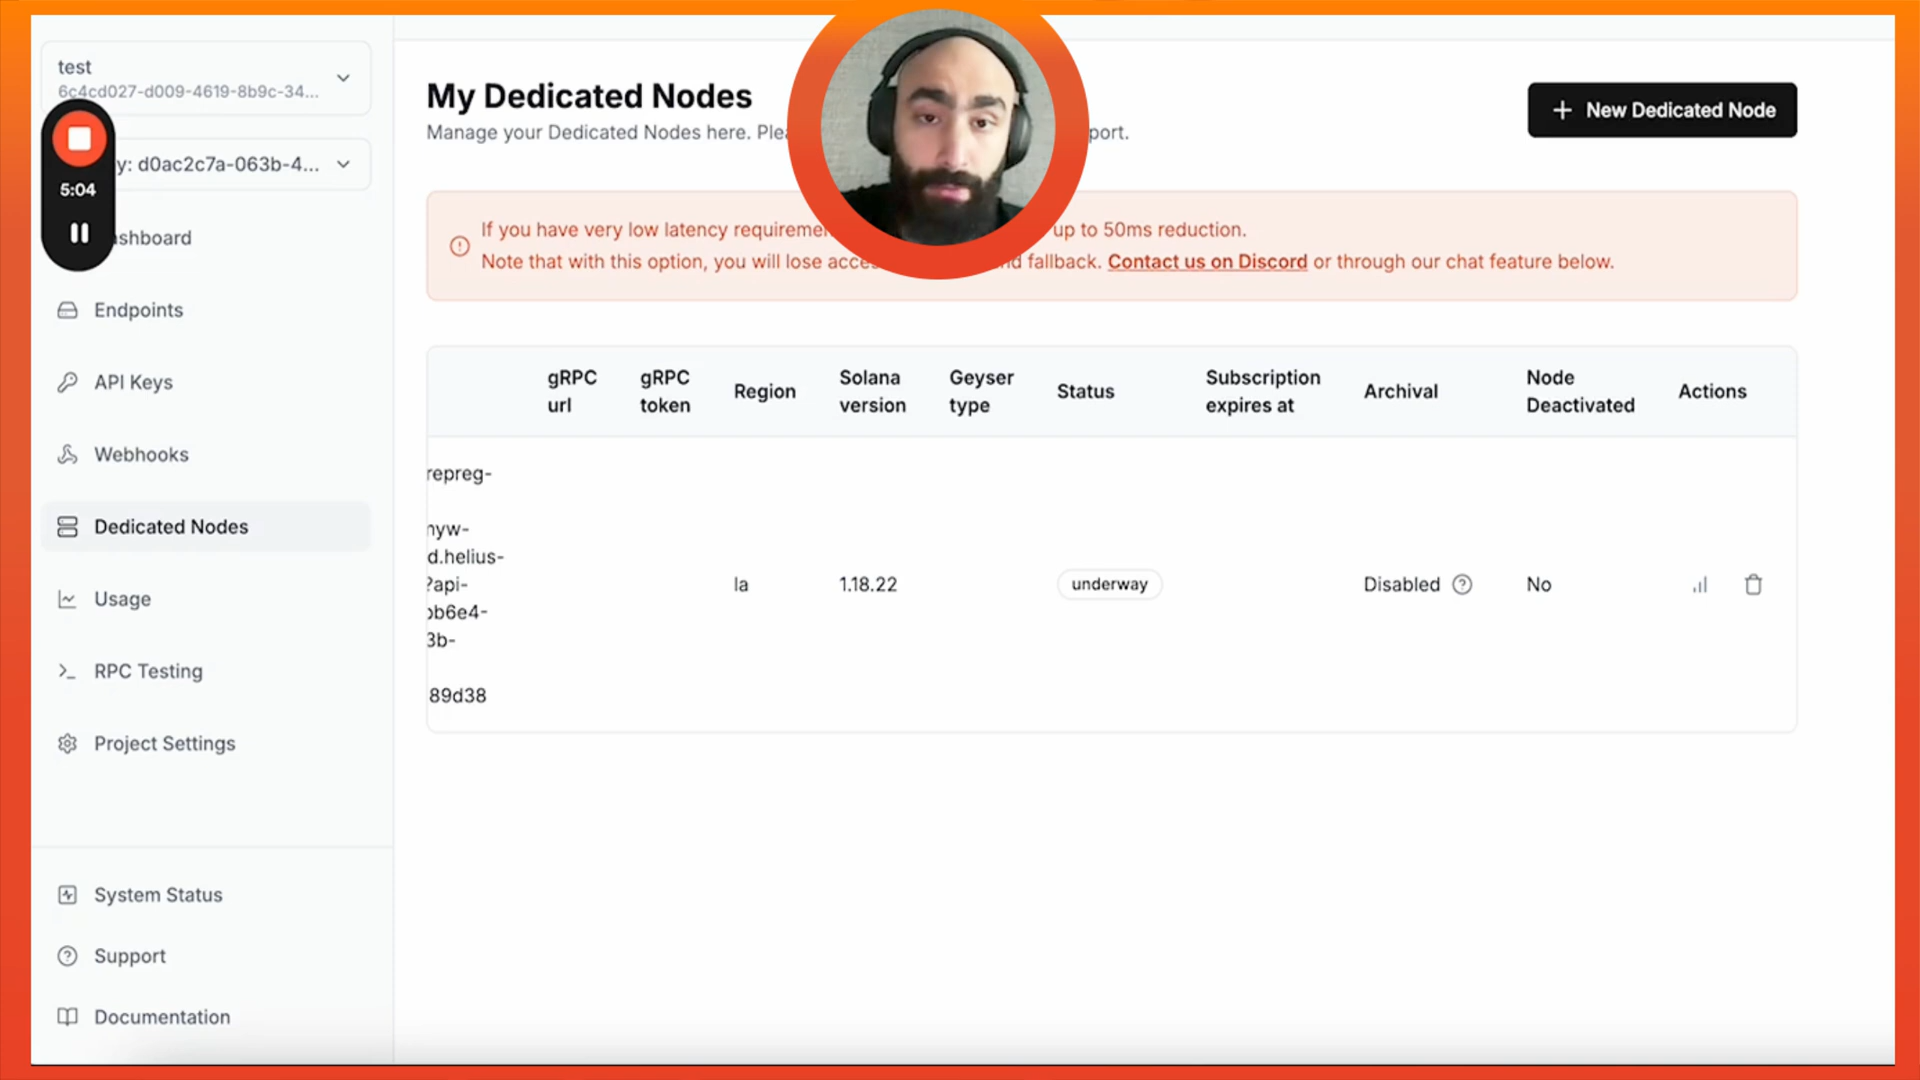 test
6c4cd027-d009-4619-8b9c-34...
y: d0ac2c7a-063b-4...
5:04
shboard
Endpoints
API Keys
Webhooks
Dedicated Nodes
Usage
RPC Testing
Project Settings
System Status
Support
Documentation
My Dedicated Nodes
Manage your Dedicated Nodes here. port.
+ New Dedicated Node
If you have very low latency up to 50ms reduction.
Note that with this option, you will lose fallback. Contact us on Discord or through our chat feature below.
gRPC url
gRPC token
Region
Solana version
Geyser type
Status
Subscription expires at
Archival
Node Deactivated
Actions
repreg-
nyw-
d.helius-
?api-
bb6e4-
3b-
89d38
la
1.18.22
underway
Disabled
No